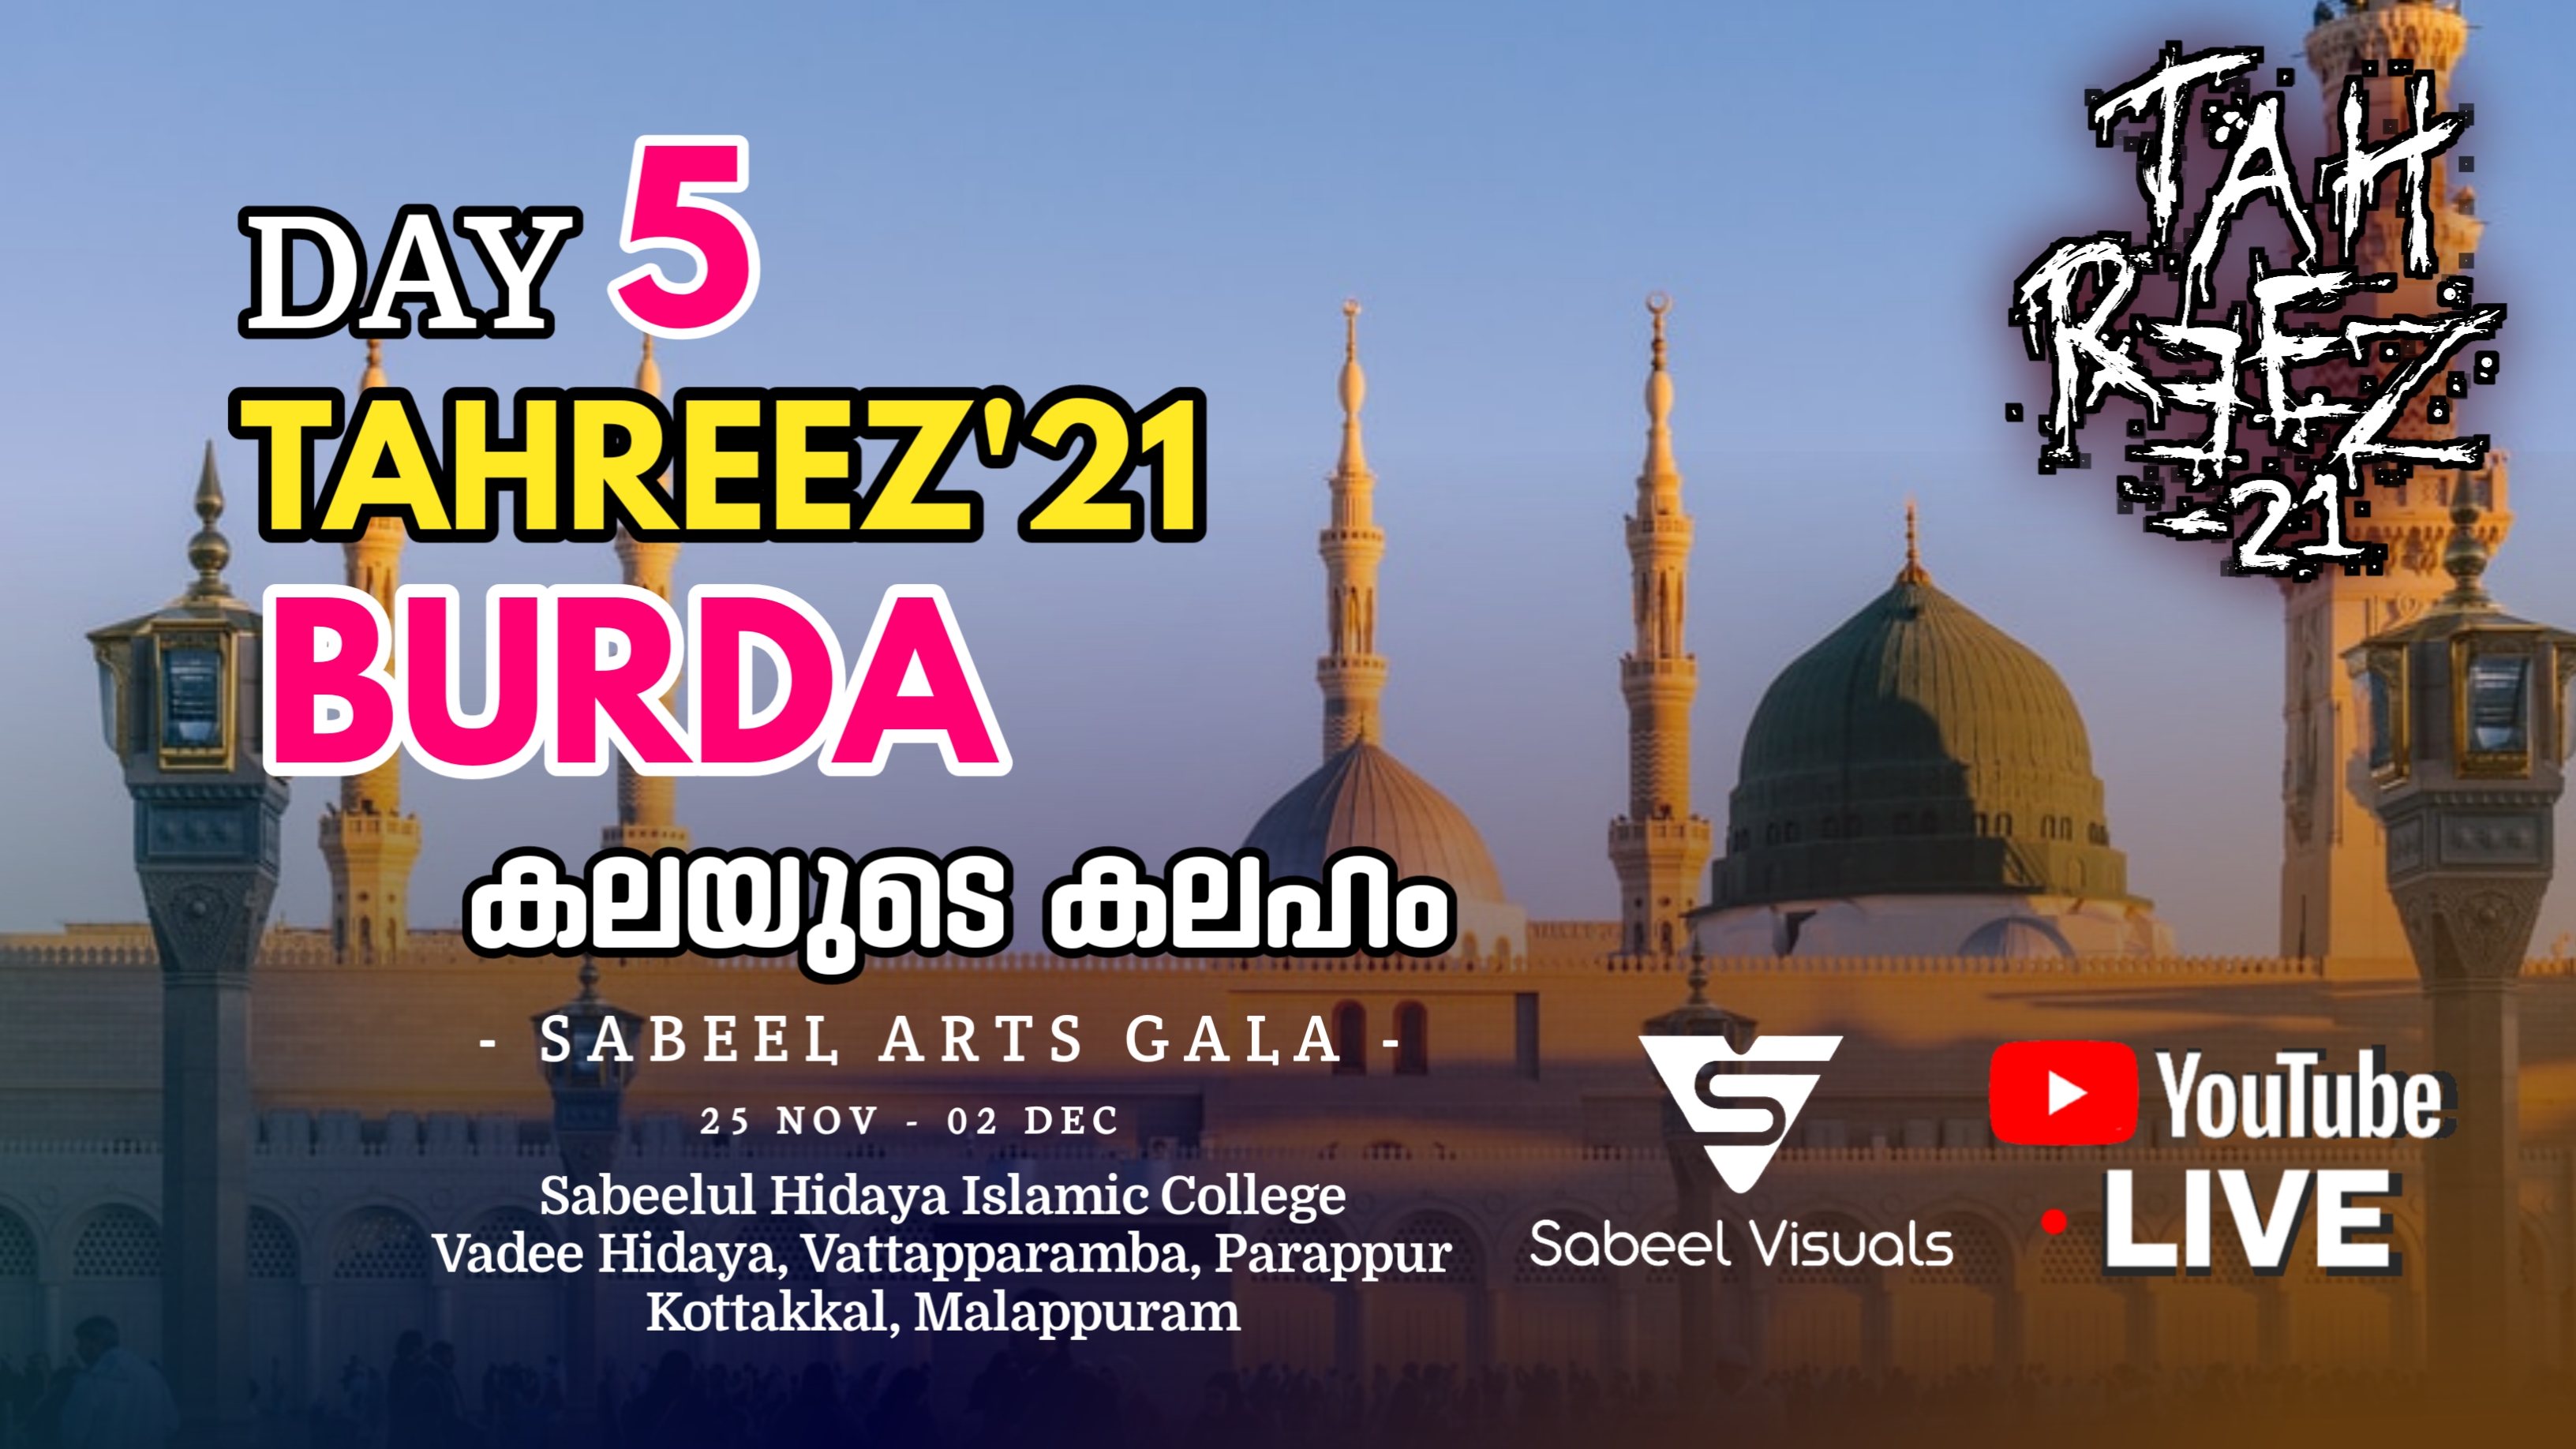 DAY 5
TAHREEZ'21
BURDA
കലയുടെ കലഹം
- SABEEL ARTS GALA -
25 NOV - 02 DEC
Sabeelul Hidaya Islamic College
Vadee Hidaya, Vattapparamba, Parappur
Kottakkal, Malappuram
TAH
REEZ
-21
Sabeel Visuals
YouTube
LIVE